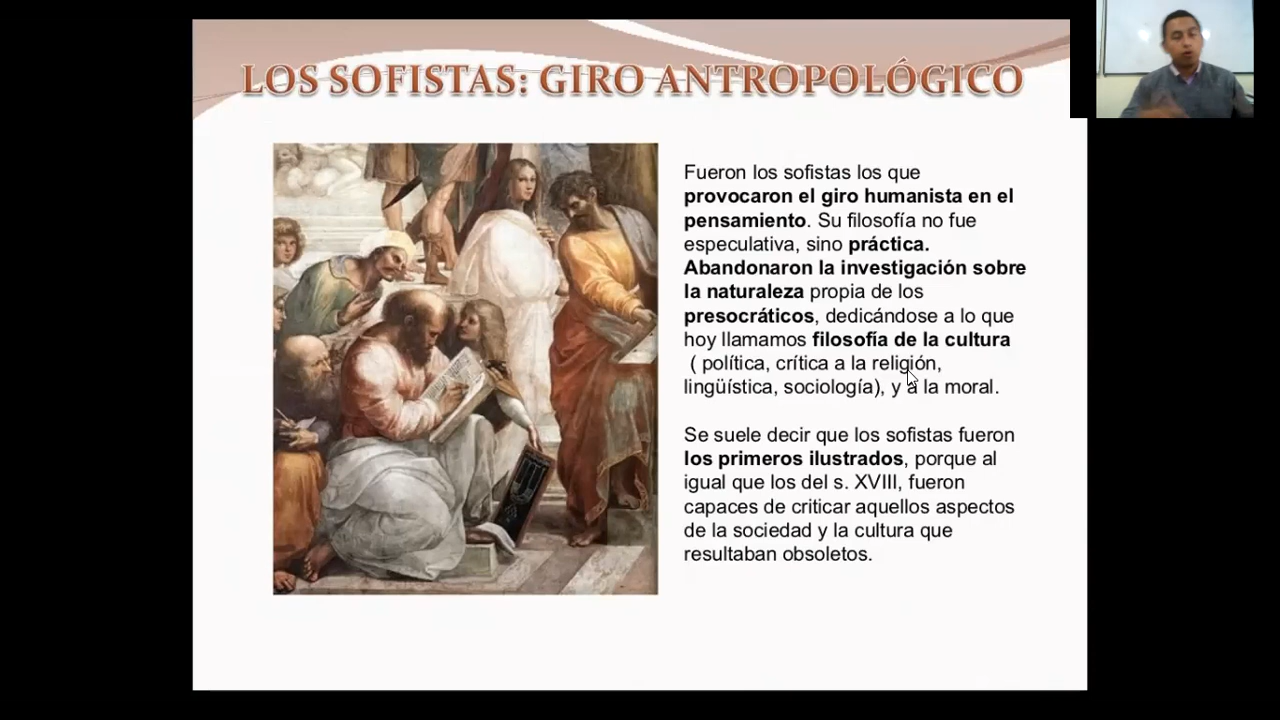 LOS SOFISTAS: GIRO ANTROPOLÓGICO
Fueron los sofistas los que
provocaron el giro humanista en el
pensamiento. Su filosofía no fue
especulativa, sino práctica.
Abandonaron la investigación sobre
la naturaleza propia de los
presocráticos, dedicándose a lo que
hoy llamamos filosofía de la cultura
( política, crítica a la religión,
lingüística, sociología), y a la moral.
Se suele decir que los sofistas fueron
los primeros ilustrados, porque al
igual que los del s. XVIII, fueron
capaces de criticar aquellos aspectos
de la sociedad y la cultura que
resultaban obsoletos.